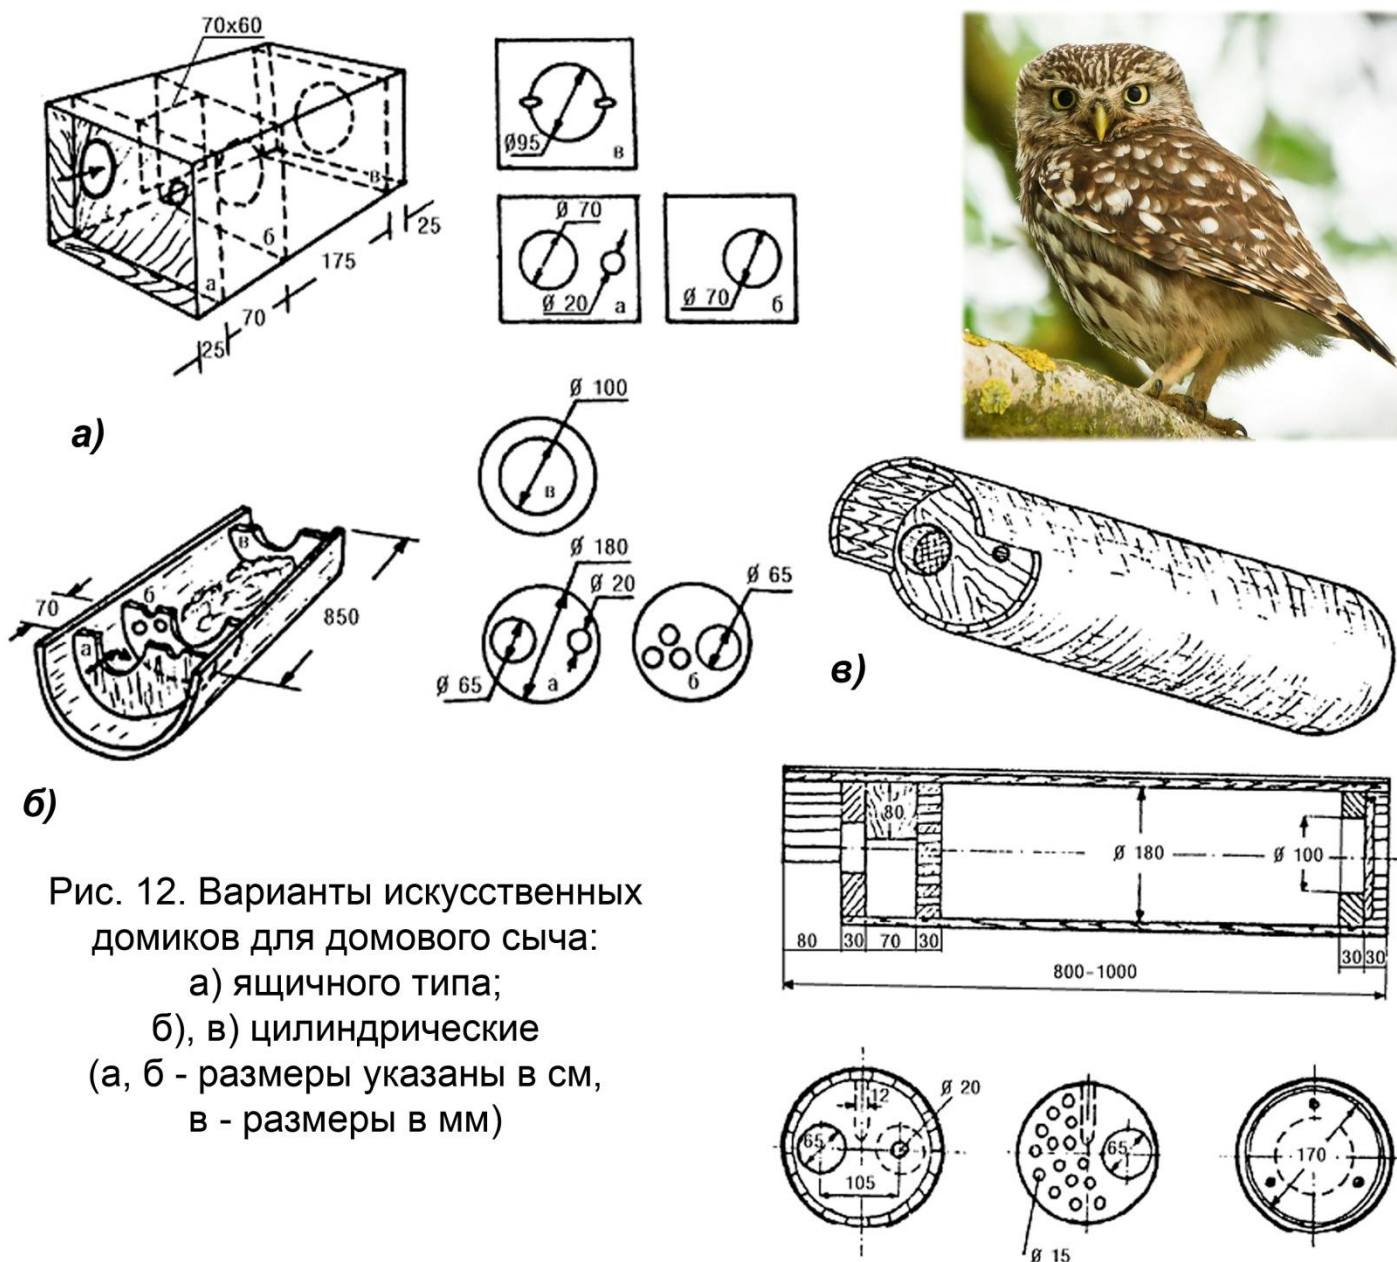 70x60
25
175
70
25
а
б
в
Ø95
в
Ø 70
Ø 20
а
Ø 70
б
а)
Ø 100
в
70
850
а
б
в
Ø 180
Ø 20
Ø 65
а
Ø 65
б
б)
в)
80
Ø 180
Ø 100
80
30
70
30
30
30
800-1000
Рис. 12. Варианты искусственных
домиков для домового сыча:
а) ящичного типа;
б), в) цилиндрические
(а, б - размеры указаны в см,
в - размеры в мм)
12
Ø 20
65
105
65
Ø 15
170